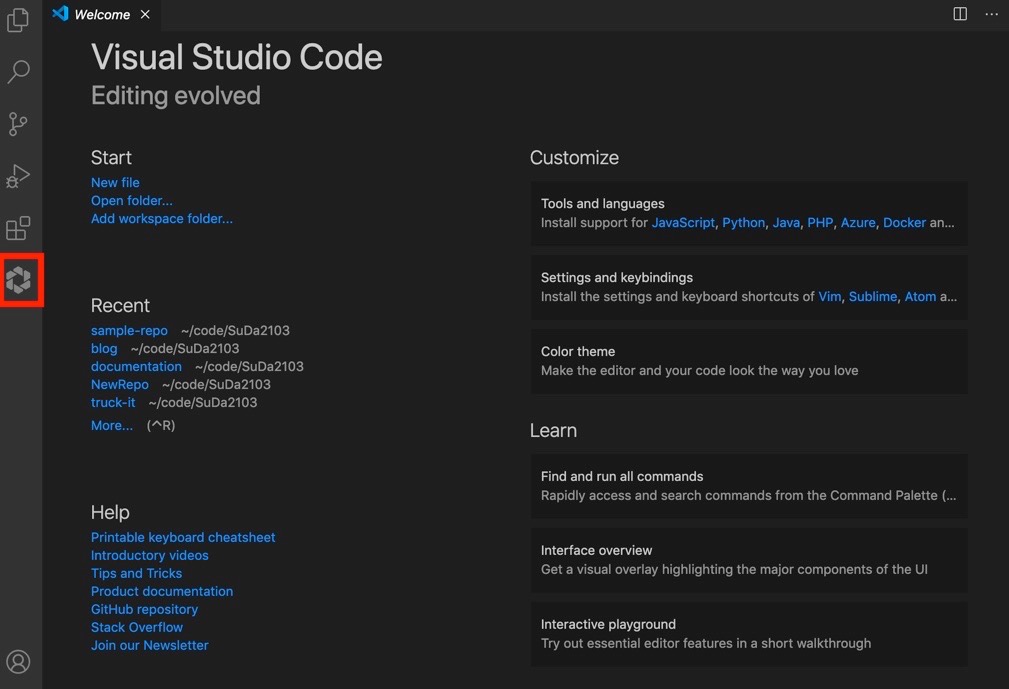 Welcome
Visual Studio Code
Editing evolved
Start
New file
Open folder...
Add workspace folder...
Recent
sample-repo ~/code/SuDa2103
blog ~/code/SuDa2103
documentation ~/code/SuDa2103
NewRepo ~/code/SuDa2103
truck-it ~/code/SuDa2103
More... (^R)
Help
Printable keyboard cheatsheet
Introductory videos
Tips and Tricks
Product documentation
GitHub repository
Stack Overflow
Join our Newsletter
Customize
Tools and languages
Install support for JavaScript, Python, Java, PHP, Azure, Docker an...
Settings and keybindings
Install the settings and keyboard shortcuts of Vim, Sublime, Atom a...
Color theme
Make the editor and your code look the way you love
Learn
Find and run all commands
Rapidly access and search commands from the Command Palette (...
Interface overview
Get a visual overlay highlighting the major components of the UI
Interactive playground
Try out essential editor features in a short walkthrough